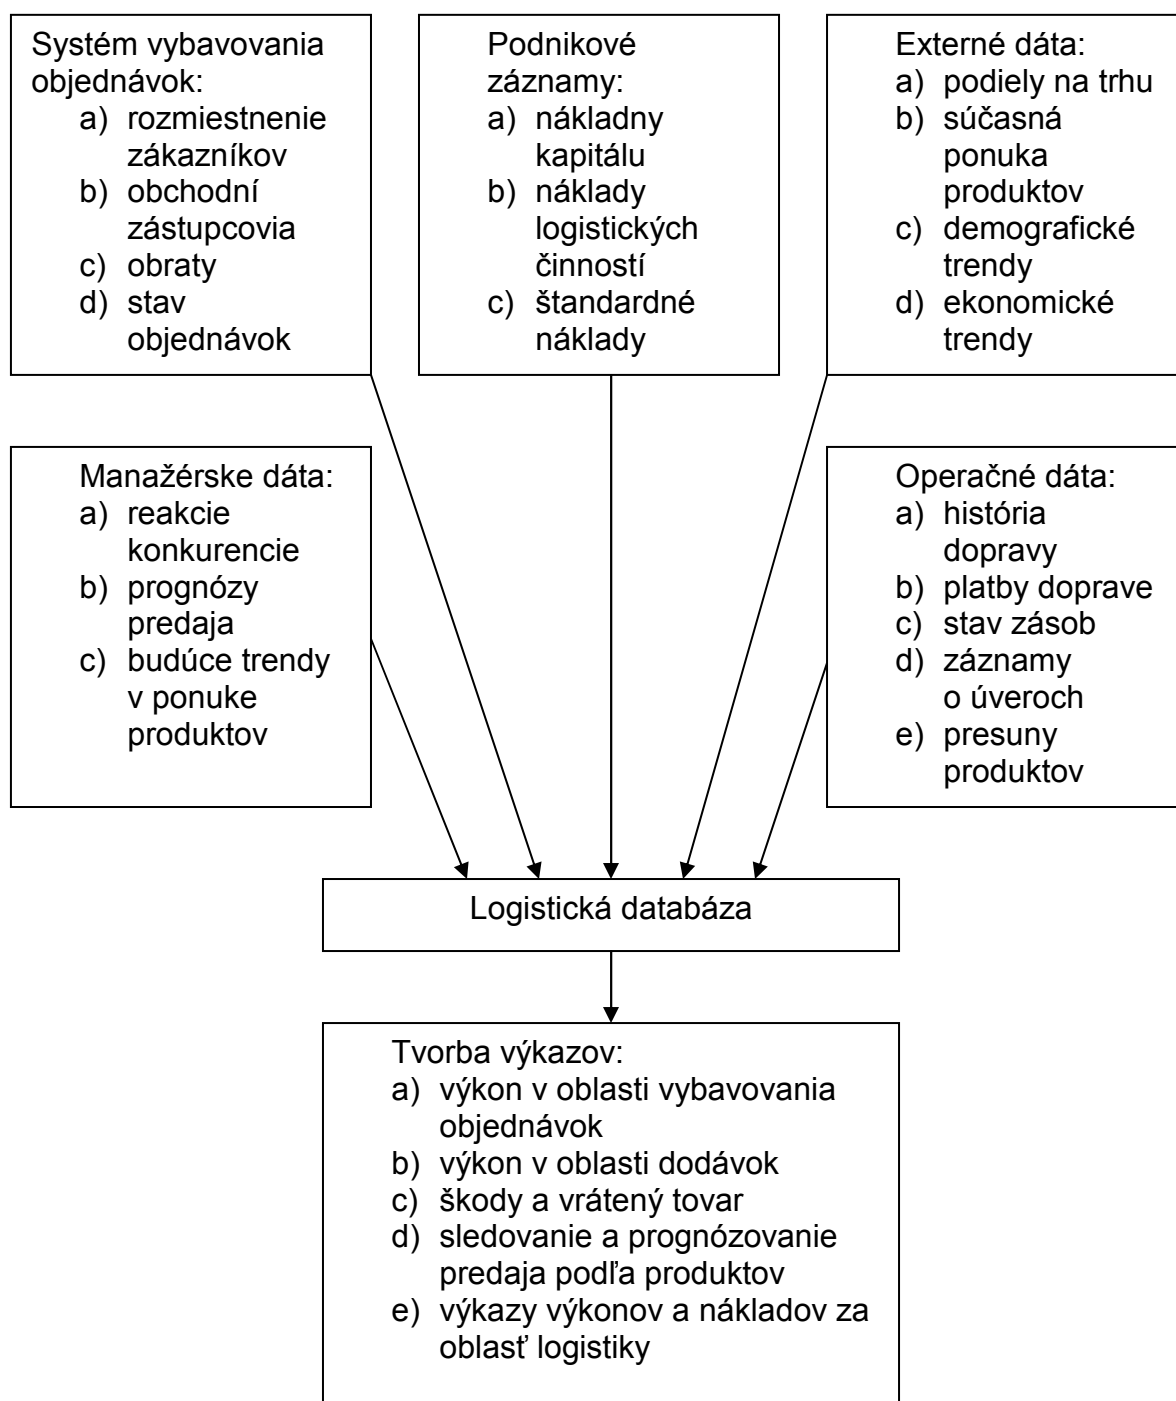 Systém vybavovania
objednávok:
a) rozmiestnenie
zákazníkov
b) obchodní
zástupcovia
c) obraty
d) stav
objednávok
Podnikové
záznamy:
a) nákladny
kapitálu
b) náklady
logistických
činností
c) štandardné
náklady
Externé dáta:
a) podiely na trhu
b) súčasná
ponuka
produktov
c) demografické
trendy
d) ekonomické
trendy
Manažérske dáta:
a) reakcie
konkurencie
b) prognózy
predaja
c) budúce trendy
v ponuke
produktov
Operačné dáta:
a) história
dopravy
b) platby doprave
c) stav zásob
d) záznamy
o úveroch
e) presuny
produktov
Logistická databáza
Tvorba výkazov:
a) výkon v oblasti vybavovania
objednávok
b) výkon v oblasti dodávok
c) škody a vrátený tovar
d) sledovanie a prognózovanie
predaja podľa produktov
e) výkazy výkonov a nákladov za
oblasť logistiky